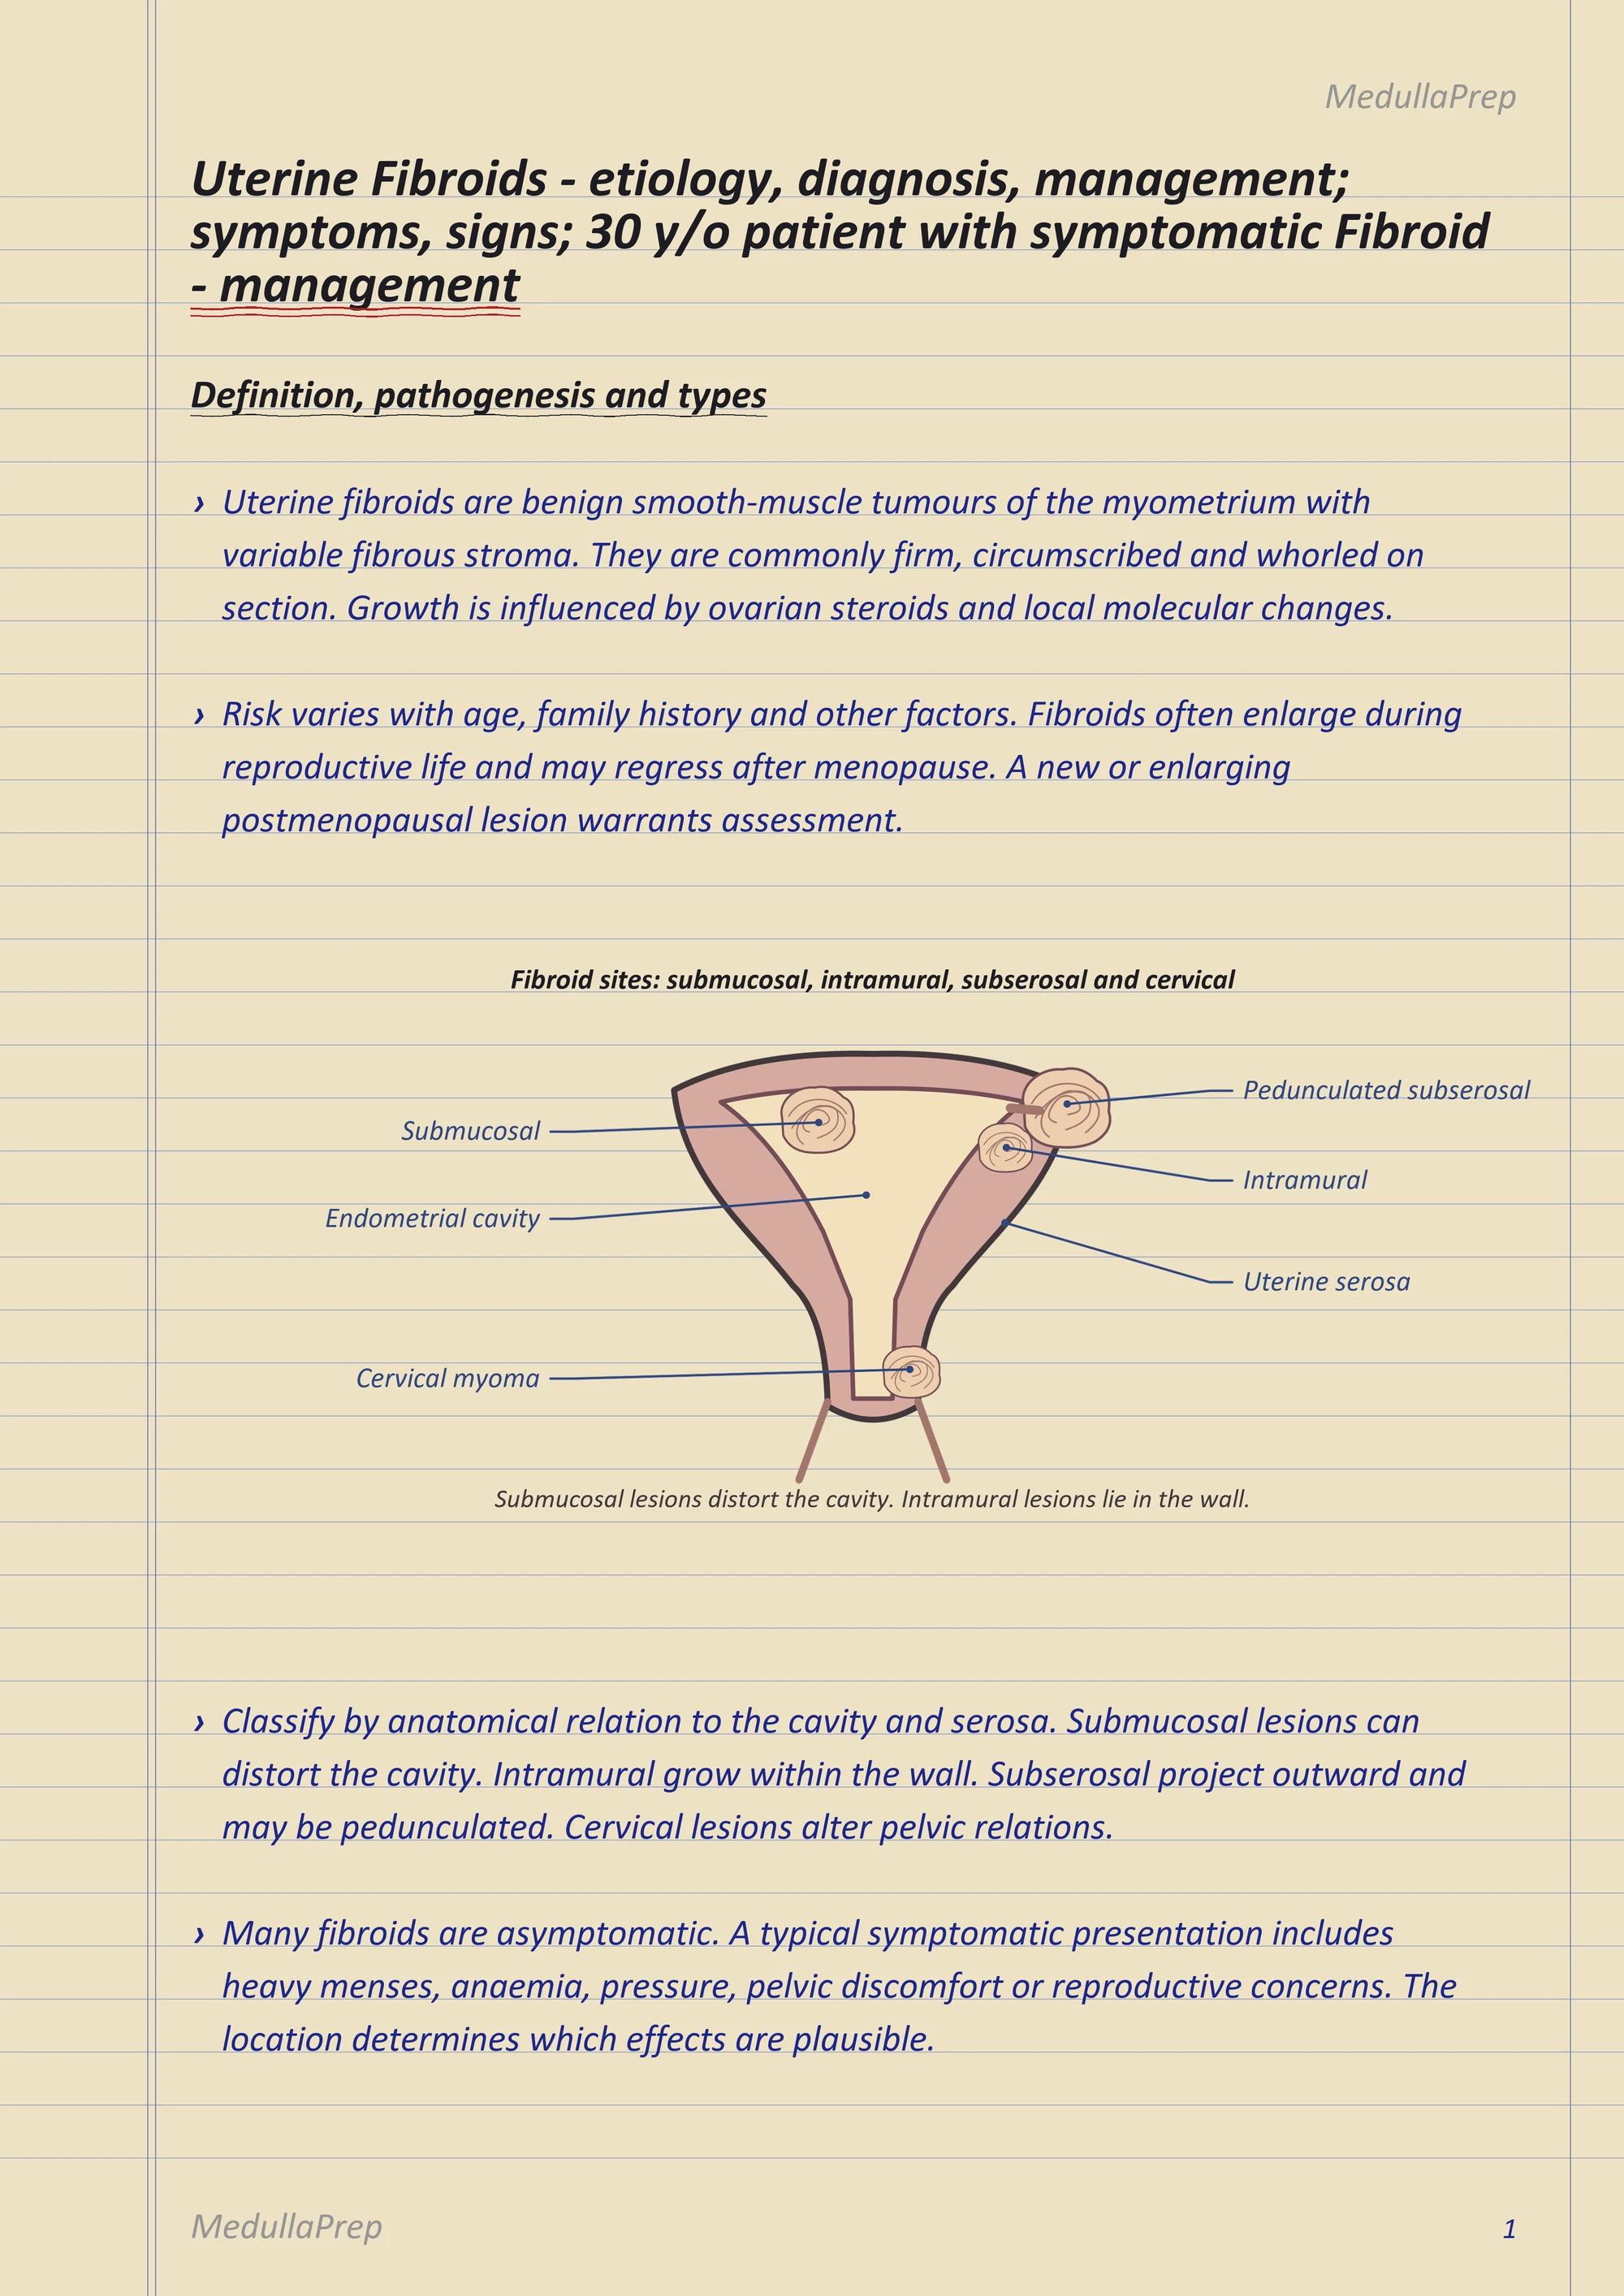 MedullaPrep
Uterine Fibroids - etiology, diagnosis, management;
symptoms, signs; 30 y/o patient with symptomatic Fibroid
- management
Definition, pathogenesis and types
› Uterine fibroids are benign smooth-muscle tumours of the myometrium with
variable fibrous stroma. They are commonly firm, circumscribed and whorled on
section. Growth is influenced by ovarian steroids and local molecular changes.
› Risk varies with age, family history and other factors. Fibroids often enlarge during
reproductive life and may regress after menopause. A new or enlarging
postmenopausal lesion warrants assessment.
Fibroid sites: submucosal, intramural, subserosal and cervical
Pedunculated subserosal
Submucosal
Intramural
Endometrial cavity
Uterine serosa
Cervical myoma
Submucosal lesions distort the cavity. Intramural lesions lie in the wall.
› Classify by anatomical relation to the cavity and serosa. Submucosal lesions can
distort the cavity. Intramural grow within the wall. Subserosal project outward and
may be pedunculated. Cervical lesions alter pelvic relations.
› Many fibroids are asymptomatic. A typical symptomatic presentation includes
heavy menses, anaemia, pressure, pelvic discomfort or reproductive concerns. The
location determines which effects are plausible.
MedullaPrep
1